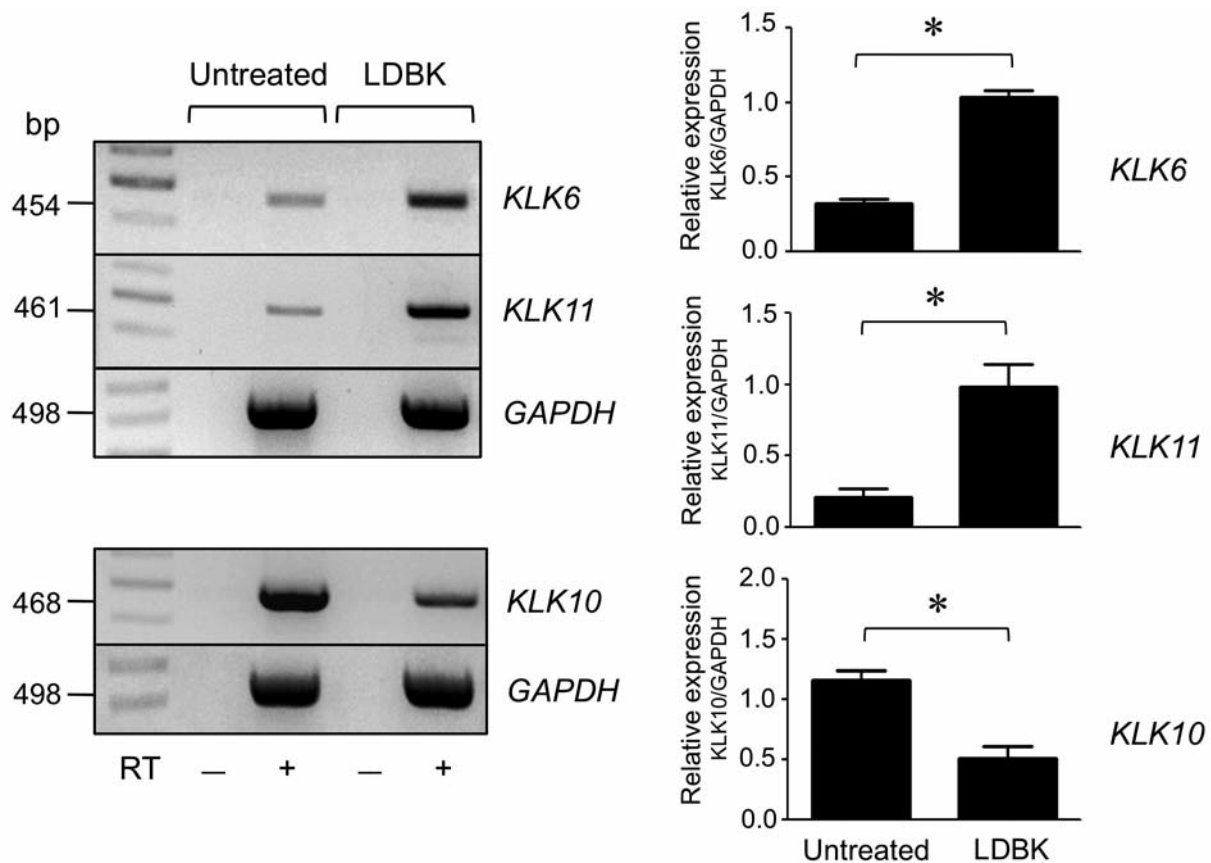 Untreated LDBK
bp
454 KLK6
461 KLK11
498 GAPDH
468 KLK10
498 GAPDH
RT — + — +
Relative expression
KLK6/GAPDH
1.5
1.0
0.5
0.0
*
KLK6
Relative expression
KLK11/GAPDH
1.5
1.0
0.5
0.0
*
KLK11
Relative expression
KLK10/GAPDH
2.0
1.5
1.0
0.5
0.0
*
KLK10
Untreated LDBK